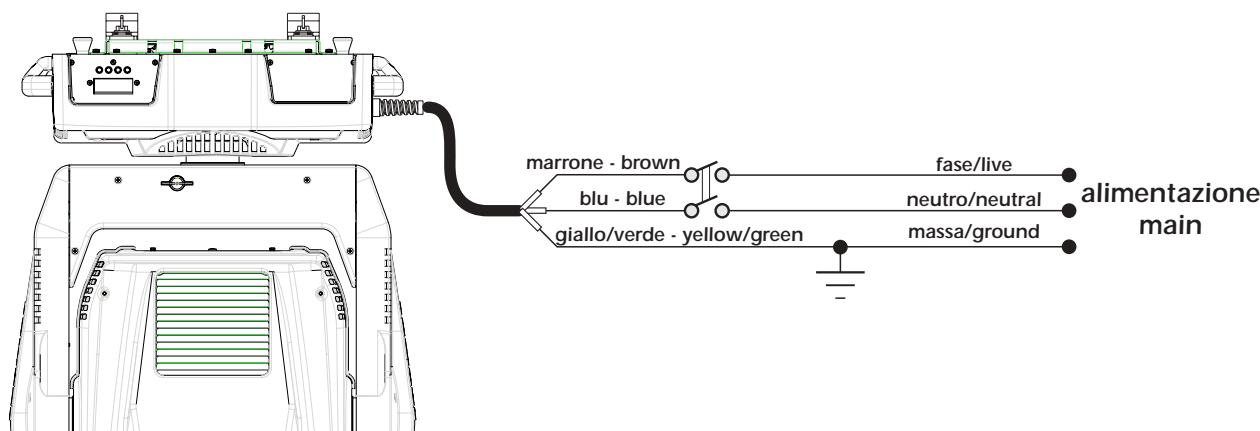 marrone - brown
fase/live
blu - blue
neutro/neutral
giallo/verde - yellow/green
massa/ground
alimentazione
main